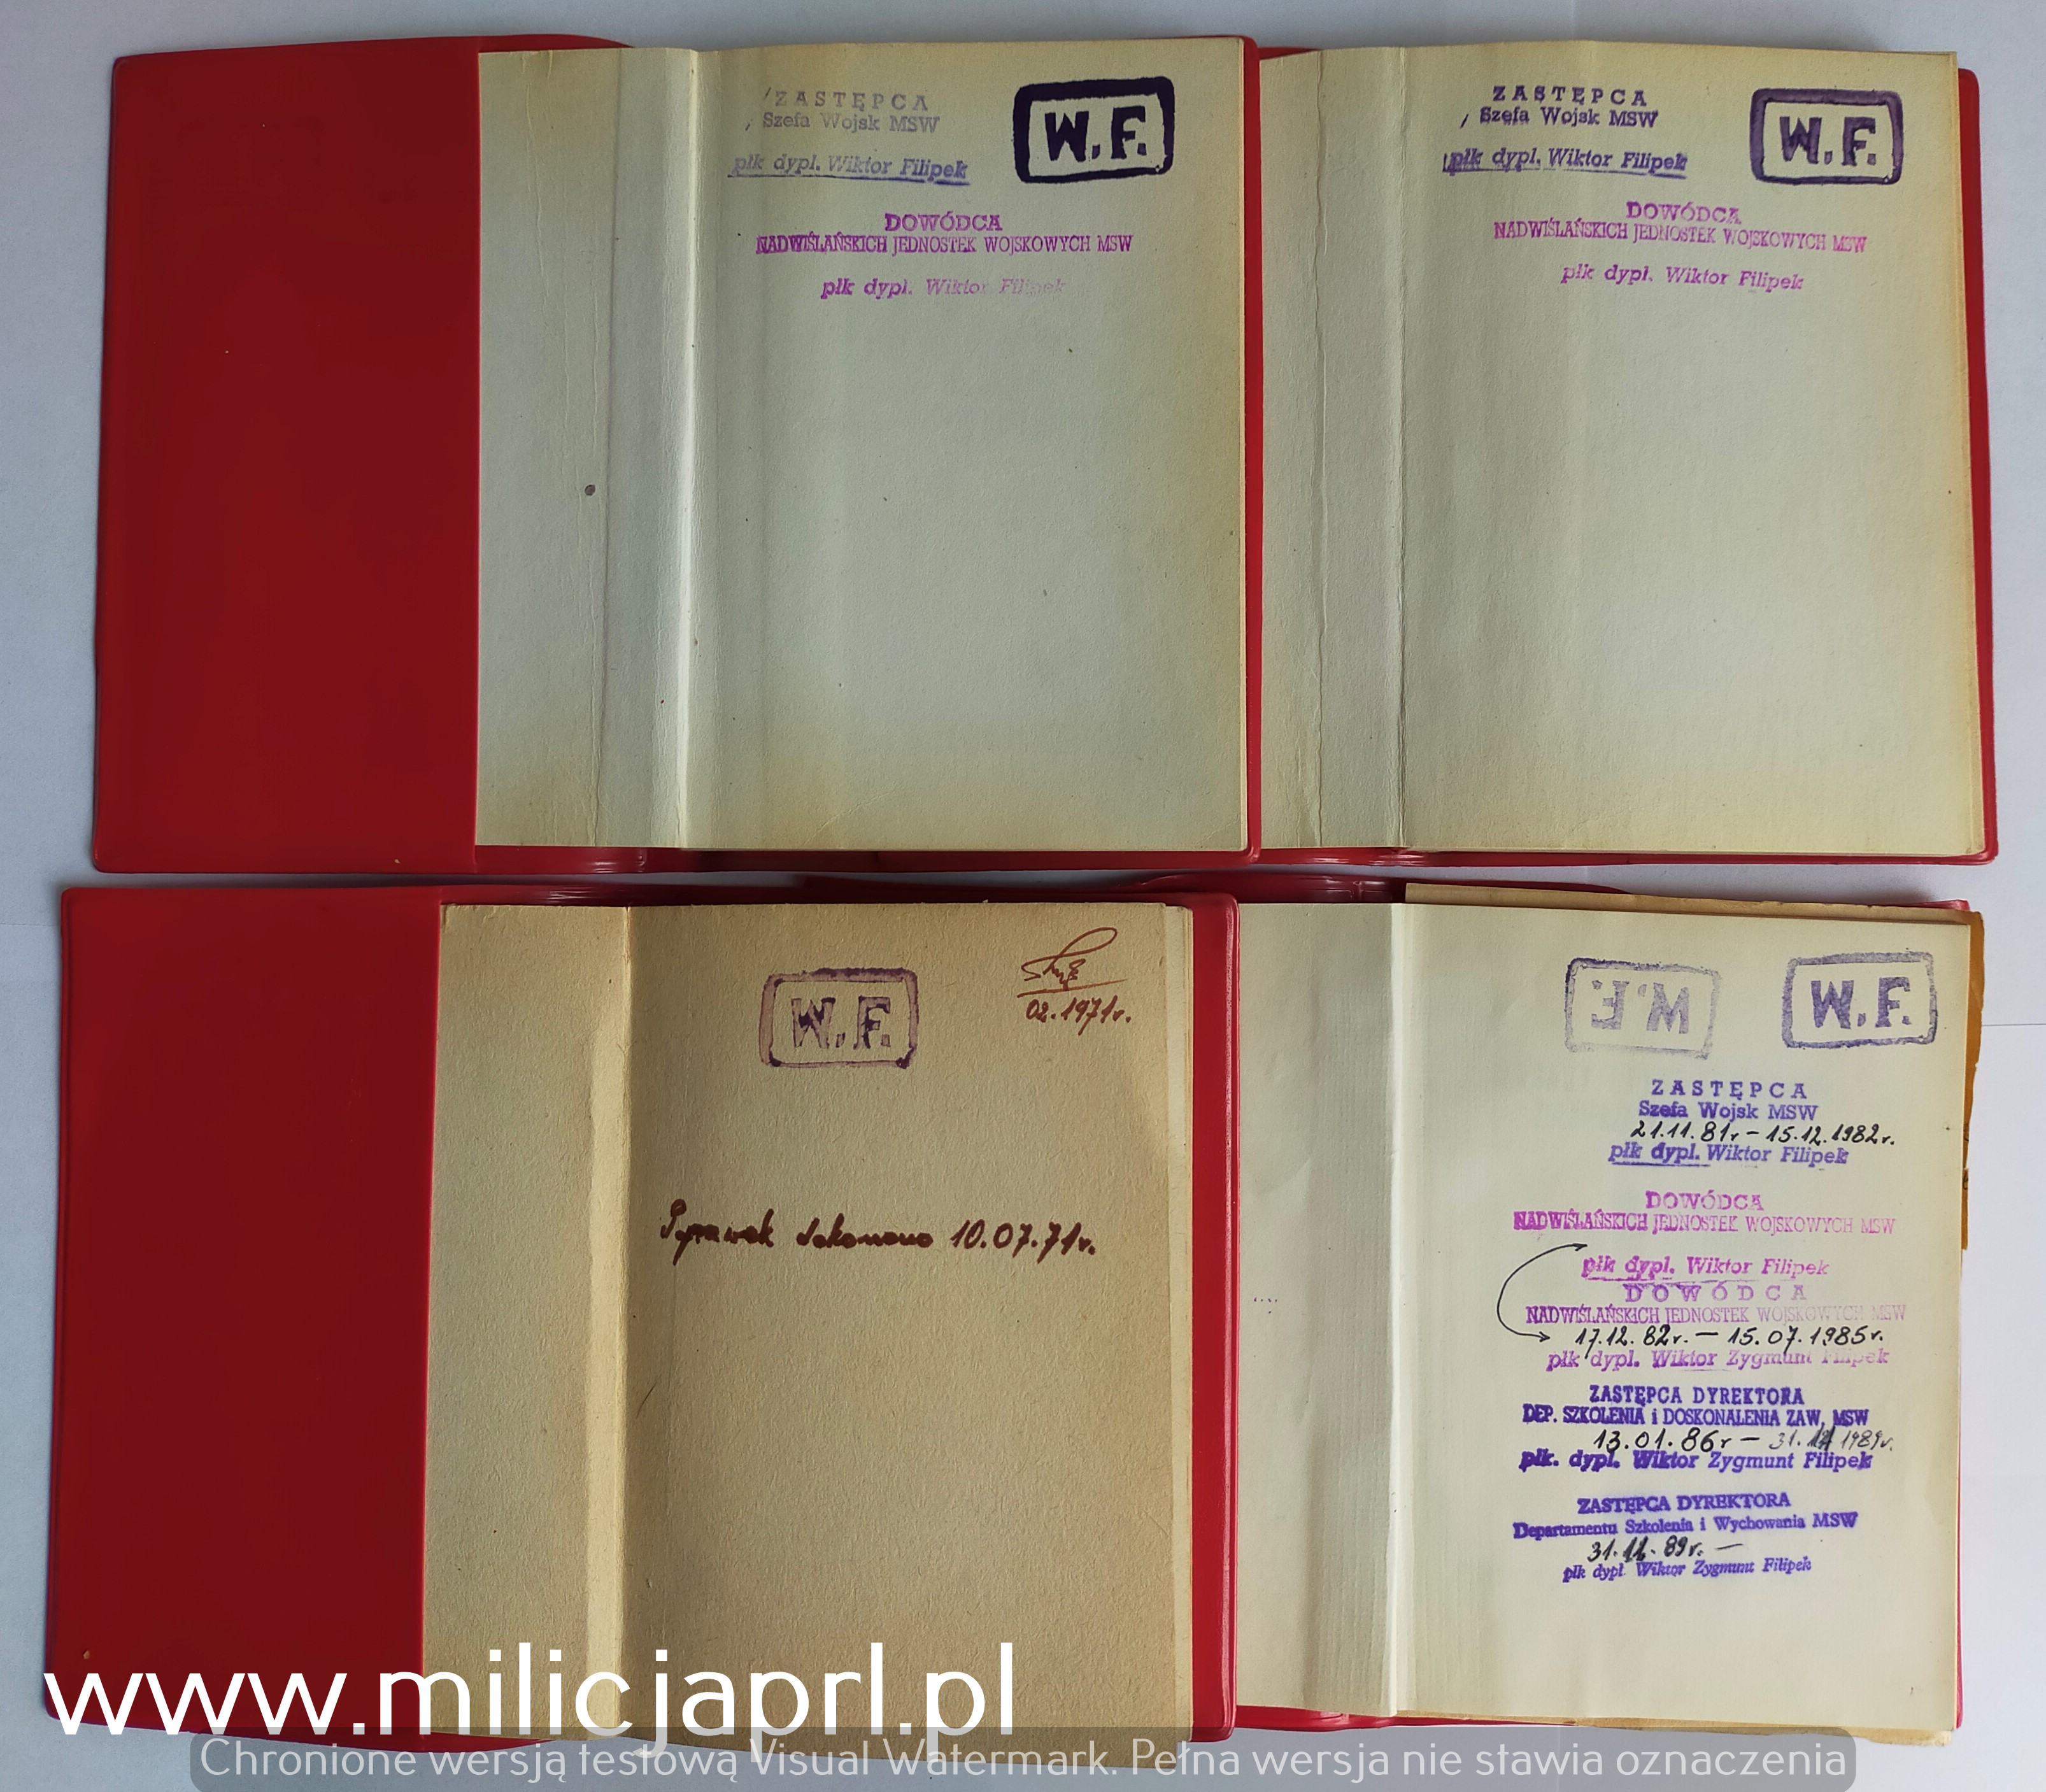 ZASTĘPCA
Szefa Wojsk MSW
płk dypl. Wiktor Filipek
W.F.
DOWÓDCA
NADWIŚLAŃSKICH JEDNOSTEK WOJSKOWYCH MSW
płk dypl. Wiktor Filipek
ZASTĘPCA
Szefa Wojsk MSW
płk dypl. Wiktor Filipek
W.F.
DOWÓDCA
NADWIŚLAŃSKICH JEDNOSTEK WOJSKOWYCH MSW
płk dypl. Wiktor Filipek
W.F.
02.1971r.
Poprawek dokonano 10.07.71r.
W.F.
W.F.
ZASTĘPCA
Szefa Wojsk MSW
21.11.81r – 15.12.1982r.
płk dypl. Wiktor Filipek
DOWÓDCA
NADWIŚLAŃSKICH JEDNOSTEK WOJSKOWYCH MSW
płk dypl. Wiktor Filipek
DOWÓDCA
NADWIŚLAŃSKICH JEDNOSTEK WOJSKOWYCH MSW
17.12.82r. – 15.07.1985r.
płk dypl. Wiktor Zygmunt Filipek
ZASTĘPCA DYREKTORA
DEP. SZKOLENIA i DOSKONALENIA ZAW. MSW
13.01.86r – 31. 1989r.
płk. dypl. Wiktor Zygmunt Filipek
ZASTĘPCA DYREKTORA
Departamentu Szkolenia i Wychowania MSW
31. 89r. –
płk dypl. Wiktor Zygmunt Filipek
www.milicjaprl.pl
Chronione wersją testową Visual Watermark. Pełna wersja nie stawia oznaczenia